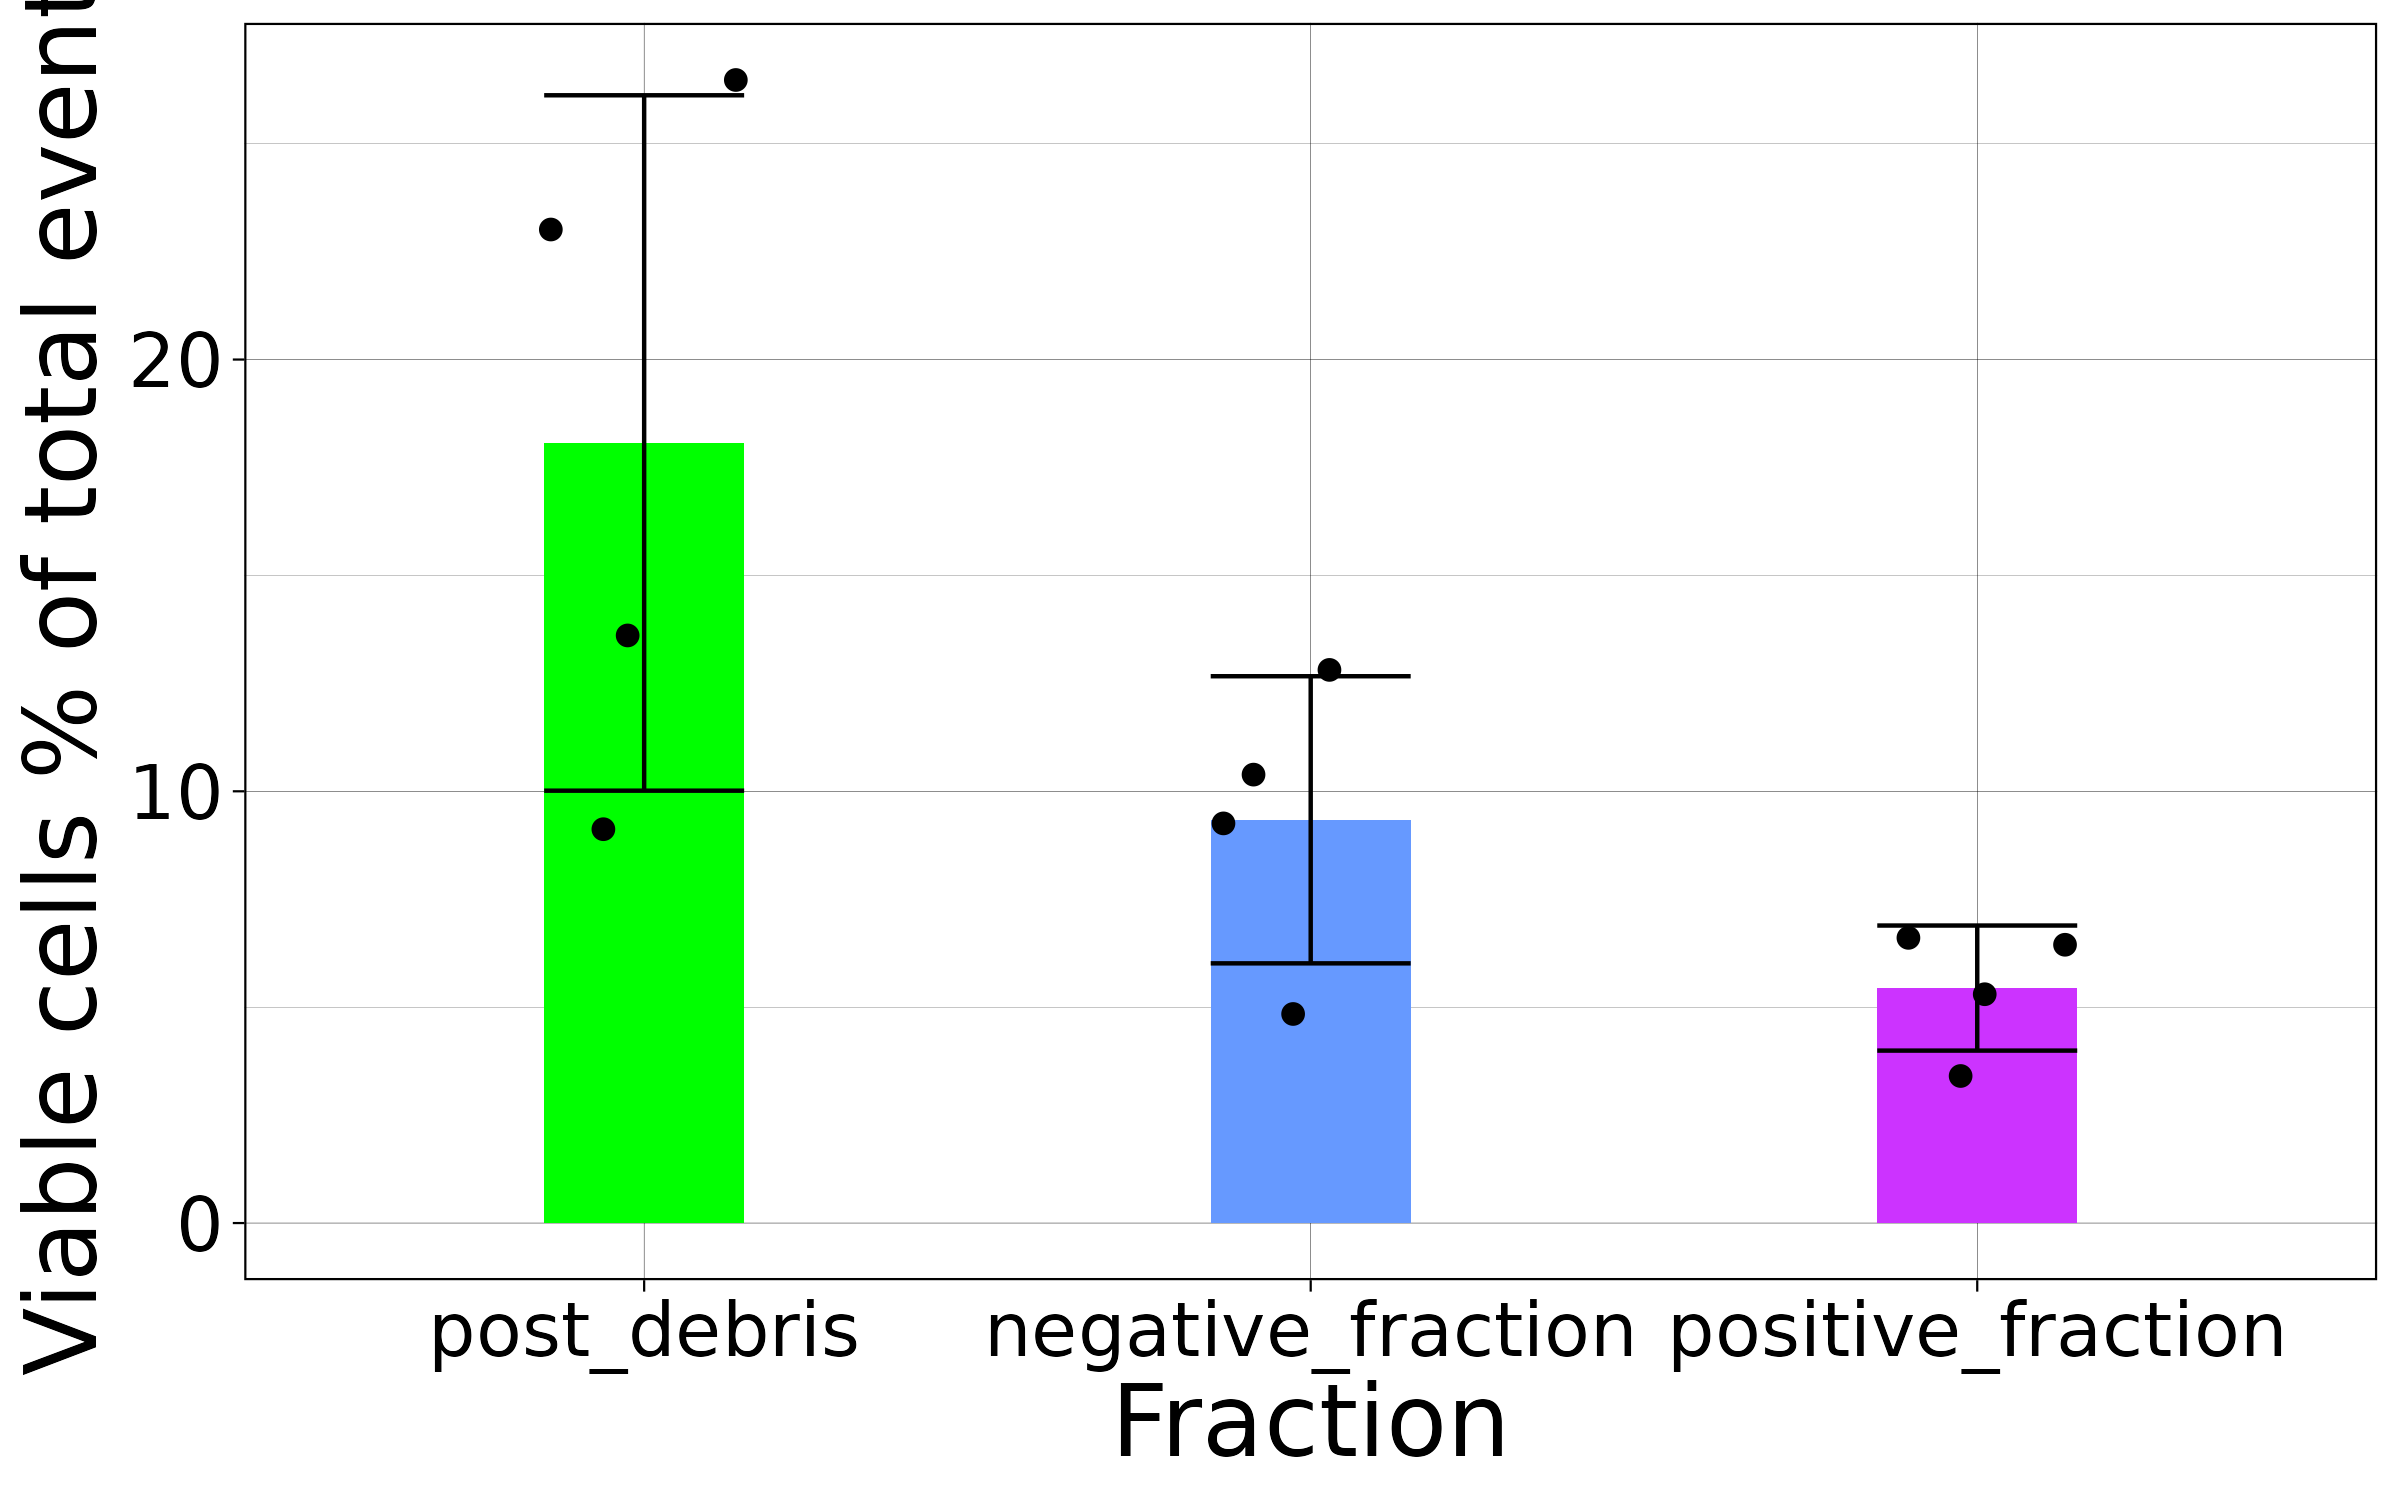 Viable cells % of total event
20
10
0
post_debris negative_fraction positive_fraction
Fraction